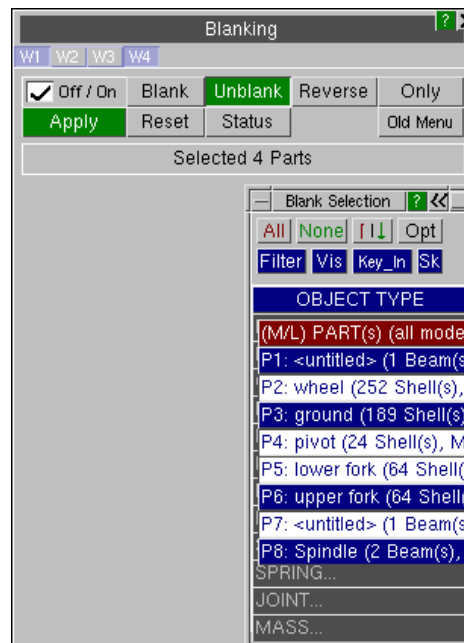 Blanking ?
W1 W2 W3 W4
Off / On Blank Unblank Reverse Only
Apply Reset Status Old Menu
Selected 4 Parts
Blank Selection ?
All None Opt
Filter Vis Key_In Sk
OBJECT TYPE
(M/L) PART(s) (all mode
P1: <untitled> (1 Beam(s
P2: wheel (252 Shell(s),
P3: ground (189 Shell(s)
P4: pivot (24 Shell(s), M
P5: lower fork (64 Shell(
P6: upper fork (64 Shell(
P7: <untitled> (1 Beam(s
P8: Spindle (2 Beam(s),
SPRING...
JOINT...
MASS...